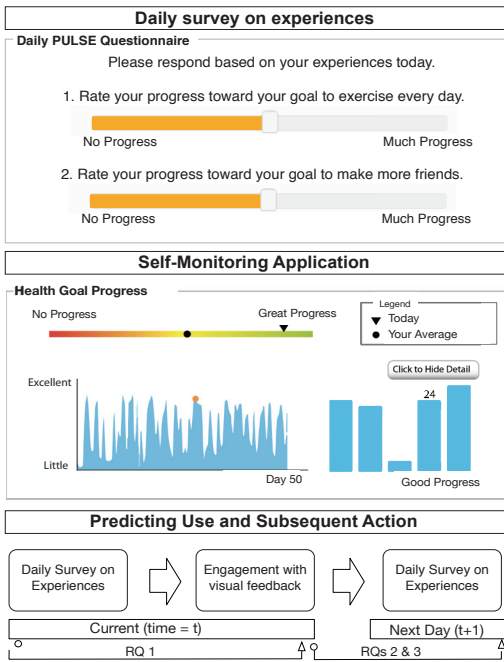 Daily survey on experiences
Daily PULSE Questionnaire
Please respond based on your experiences today.
1. Rate your progress toward your goal to exercise every day.
No Progress
Much Progress
2. Rate your progress toward your goal to make more friends.
No Progress
Much Progress
Self-Monitoring Application
Health Goal Progress
No Progress
Great Progress
Legend
Today
Your Average
Click to Hide Detail
Excellent
Little
Day 50
24
Good Progress
Predicting Use and Subsequent Action
Daily Survey on
Experiences
Engagement with
visual feedback
Daily Survey on
Experiences
Current (time = t)
Next Day (t+1)
RQ 1
RQs 2 & 3